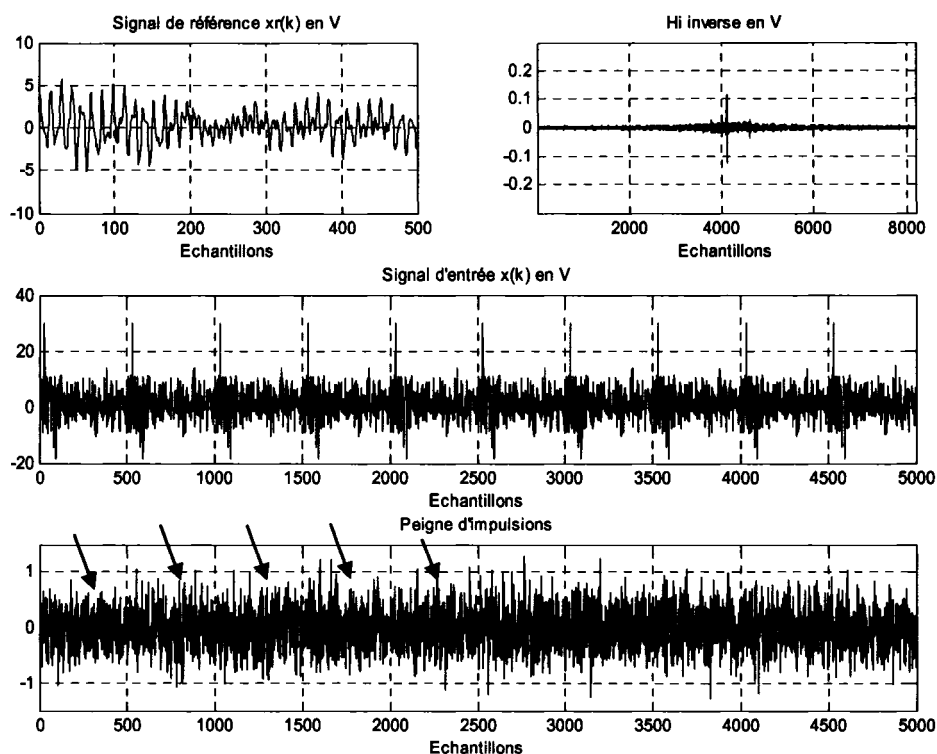 Signal de référence xr(k) en V
10
5
0
-5
-10
0 100 200 300 400 500
Echantillons
Hi inverse en V
0.2
0.1
0
-0.1
-0.2
2000 4000 6000 8000
Echantillons
Signal d'entrée x(k) en V
40
20
0
-20
0 500 1000 1500 2000 2500 3000 3500 4000 4500 5000
Echantillons
Peigne d'impulsions
1
0
-1
0 500 1000 1500 2000 2500 3000 3500 4000 4500 5000
Echantillons